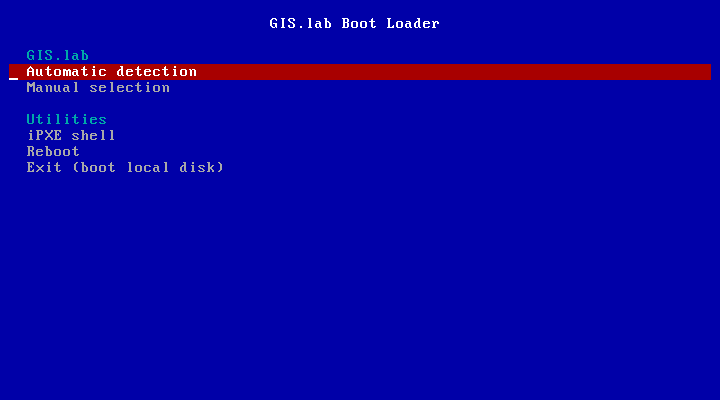 GIS.lab Boot Loader
GIS.lab
Automatic detection
Manual selection
Utilities
iPXE shell
Reboot
Exit (boot local disk)